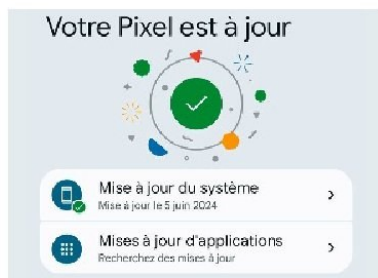 Votre Pixel est à jour
Mise à jour du système
Mise à jour le 5 juin 2024
Mises à jour d'applications
Recherchez des mises à jour